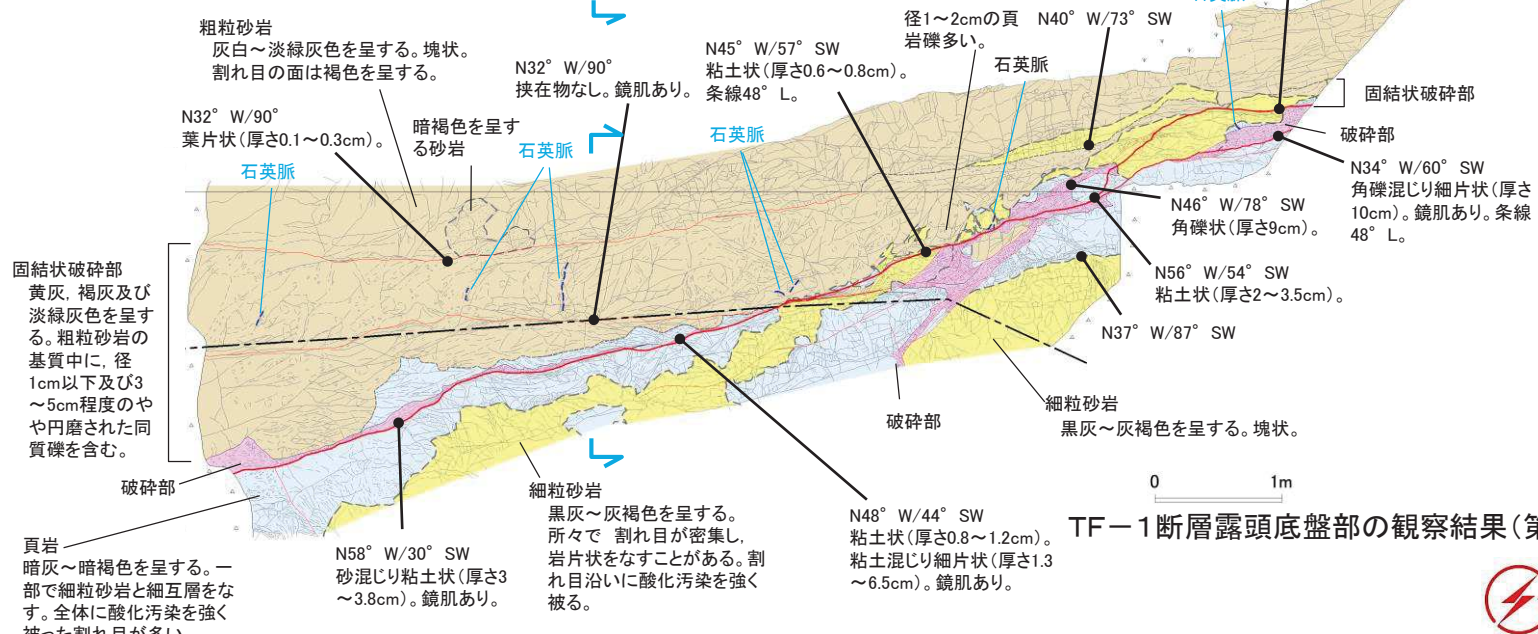 粗粒砂岩
灰白～淡緑灰色を呈する。塊状。
割れ目の面は褐色を呈する。
N32° W/90°
葉片状(厚さ0.1～0.3cm)。
暗褐色を呈す
る砂岩
石英脈
石英脈
N32° W/90°
挟在物なし。鏡肌あり。
石英脈
N45° W/57° SW
粘土状(厚さ0.6～0.8cm)。
条線48° L。
径1～2cmの頁
岩礫多い。
石英脈
N40° W/73° SW
固結状破砕部
破砕部
N34° W/60° SW
角礫混じり細片状(厚さ
10cm)。鏡肌あり。条線
48° L。
N46° W/78° SW
角礫状(厚さ9cm)。
N56° W/54° SW
粘土状(厚さ2～3.5cm)。
N37° W/87° SW
固結状破砕部
黄灰, 褐灰及び
淡緑灰色を呈す
る。粗粒砂岩の
基質中に, 径
1cm以下及び3
～5cm程度のや
や円磨された同
質礫を含む。
破砕部
頁岩
暗灰～暗褐色を呈する。一
部で細粒砂岩と細互層をな
す。全体に酸化汚染を強く
被った割れ目が多い。
N58° W/30° SW
砂混じり粘土状(厚さ3
～3.8cm)。鏡肌あり。
細粒砂岩
黒灰～灰褐色を呈する。
所々で 割れ目が密集し,
岩片状をなすことがある。割
れ目沿いに酸化汚染を強く
被る。
N48° W/44° SW
粘土状(厚さ0.8～1.2cm)。
粘土混じり細片状(厚さ1.3
～6.5cm)。鏡肌あり。
破砕部
細粒砂岩
黒灰～灰褐色を呈する。塊状。
0 1m
TF－1断層露頭底盤部の観察結果(第